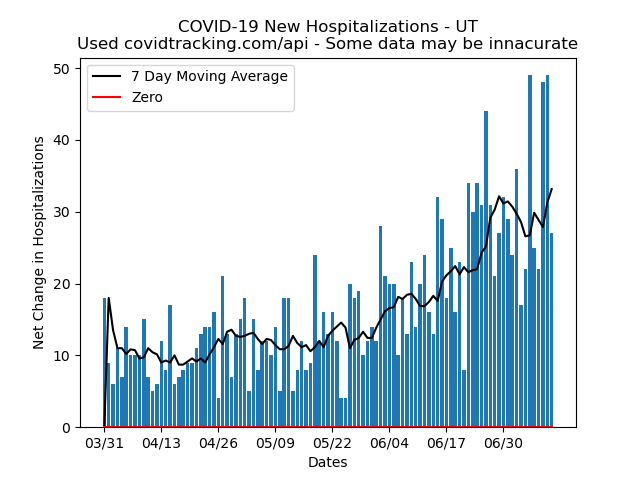 COVID-19 New Hospitalizations - UT
Used covidtracking.com/api - Some data may be innacurate
7 Day Moving Average
Zero
Net Change in Hospitalizations
50
40
30
20
10
0
03/31 04/13 04/26 05/09 05/22 06/04 06/17 06/30
Dates